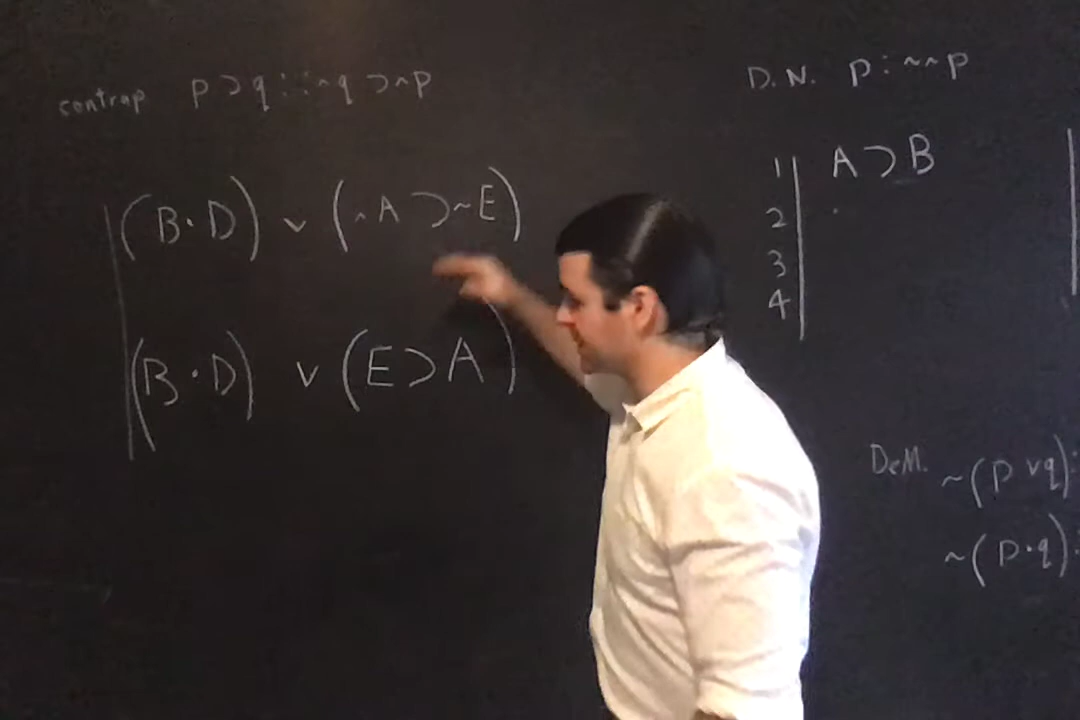 contrap p ⊃ q :: ~q ⊃ ~p
(B · D) v (~A ⊃ ~E)
(B · D) v (E ⊃ A)
D.N. p : ~~p
1 A ⊃ B
2 .
3
4
DeM. ~(p v q) :
~(p · q) :